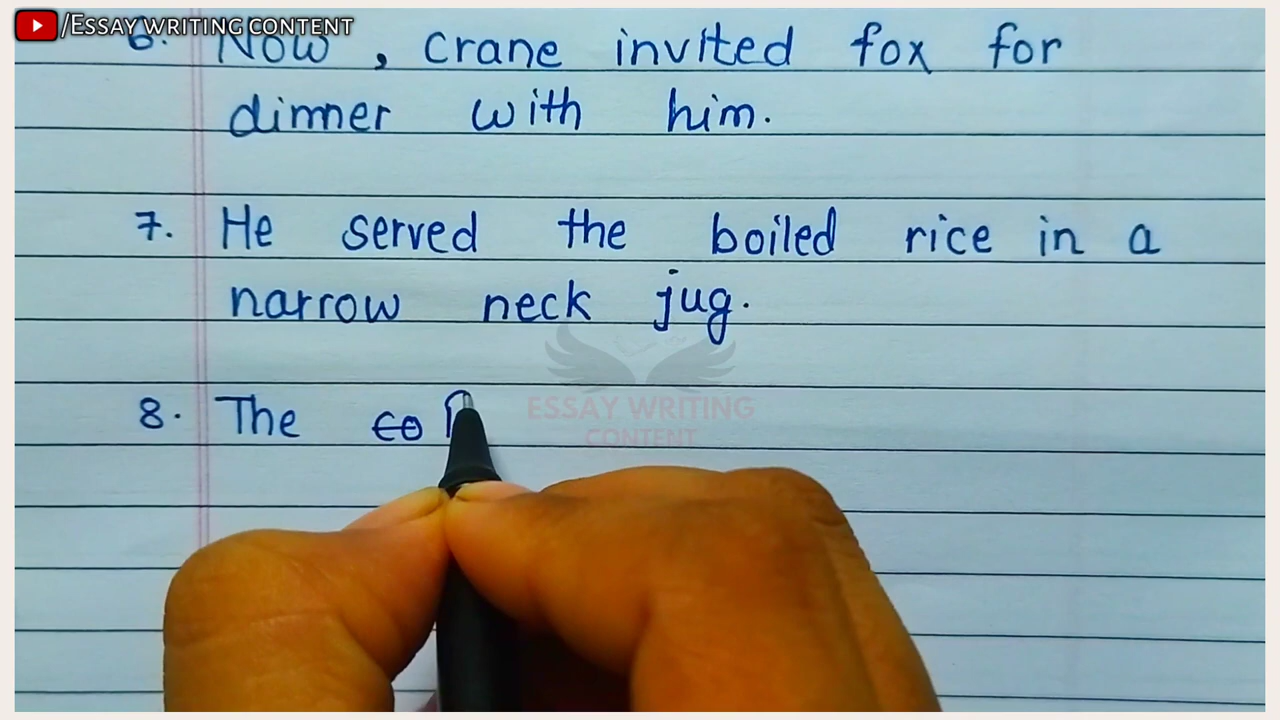 /ESSAY WRITING CONTENT
6. Now , crane invited fox for
dinner with him.
7. He served the boiled rice in a
narrow neck jug.
ESSAY WRITING
CONTENT
8. The